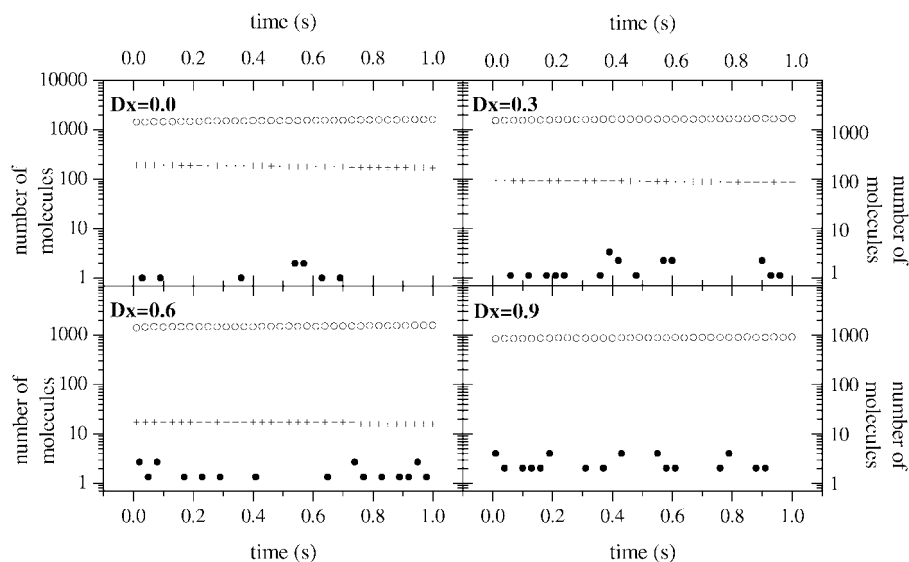 time (s) time (s)
0.0 0.2 0.4 0.6 0.8 1.0 0.0 0.2 0.4 0.6 0.8 1.0
10000
Dx=0.0 Dx=0.3
1000 1000
100 100
10 10
1 1
number of
molecules
number of
molecules
Dx=0.6 Dx=0.9
1000 1000
100 100
10 10
1 1
number of
molecules
number of
molecules
0.0 0.2 0.4 0.6 0.8 1.0 0.0 0.2 0.4 0.6 0.8 1.0
time (s) time (s)